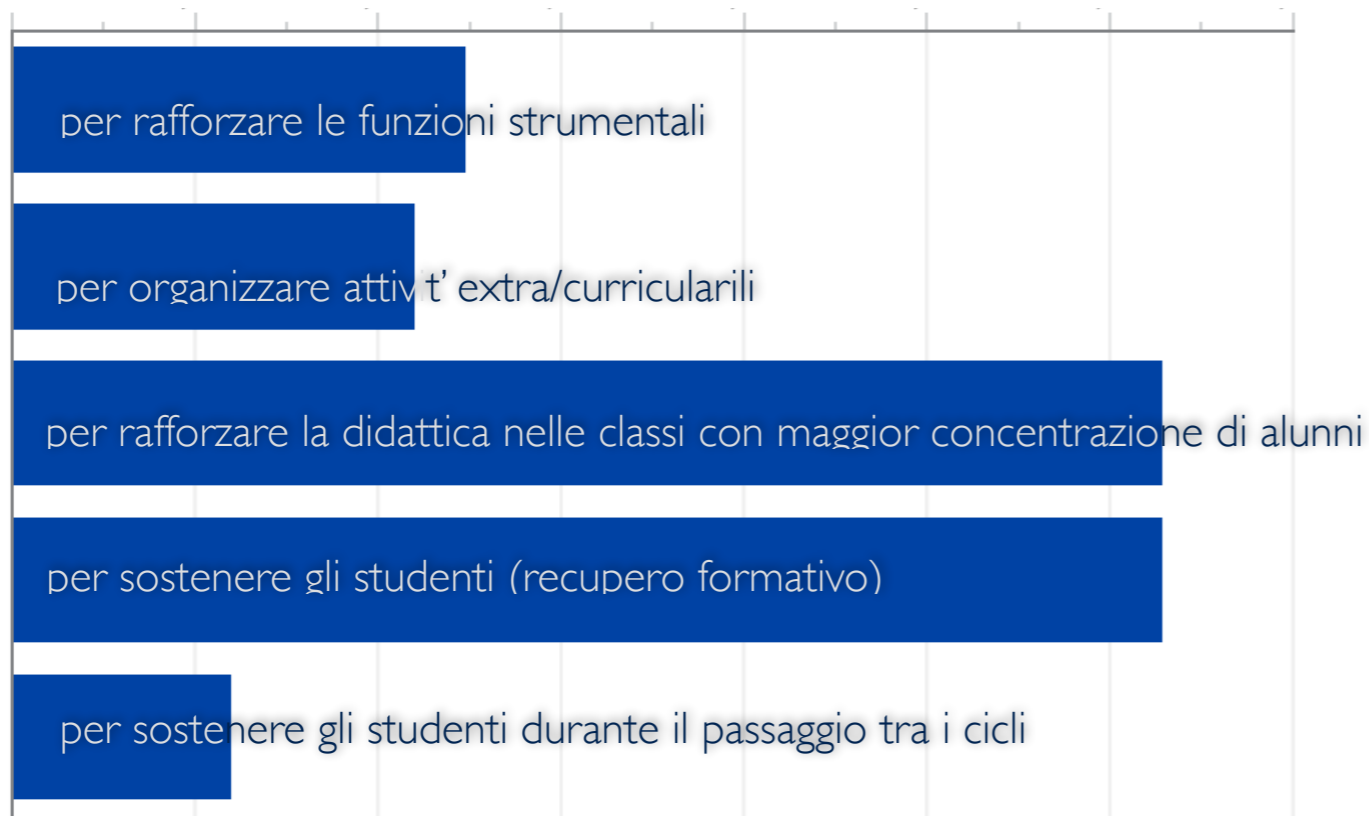 per rafforzare le funzioni strumentali
per organizzare attivit’ extra/curricularili
per rafforzare la didattica nelle classi con maggior concentrazione di alunni
per sostenere gli studenti (recupero formativo)
per sostenere gli studenti durante il passaggio tra i cicli